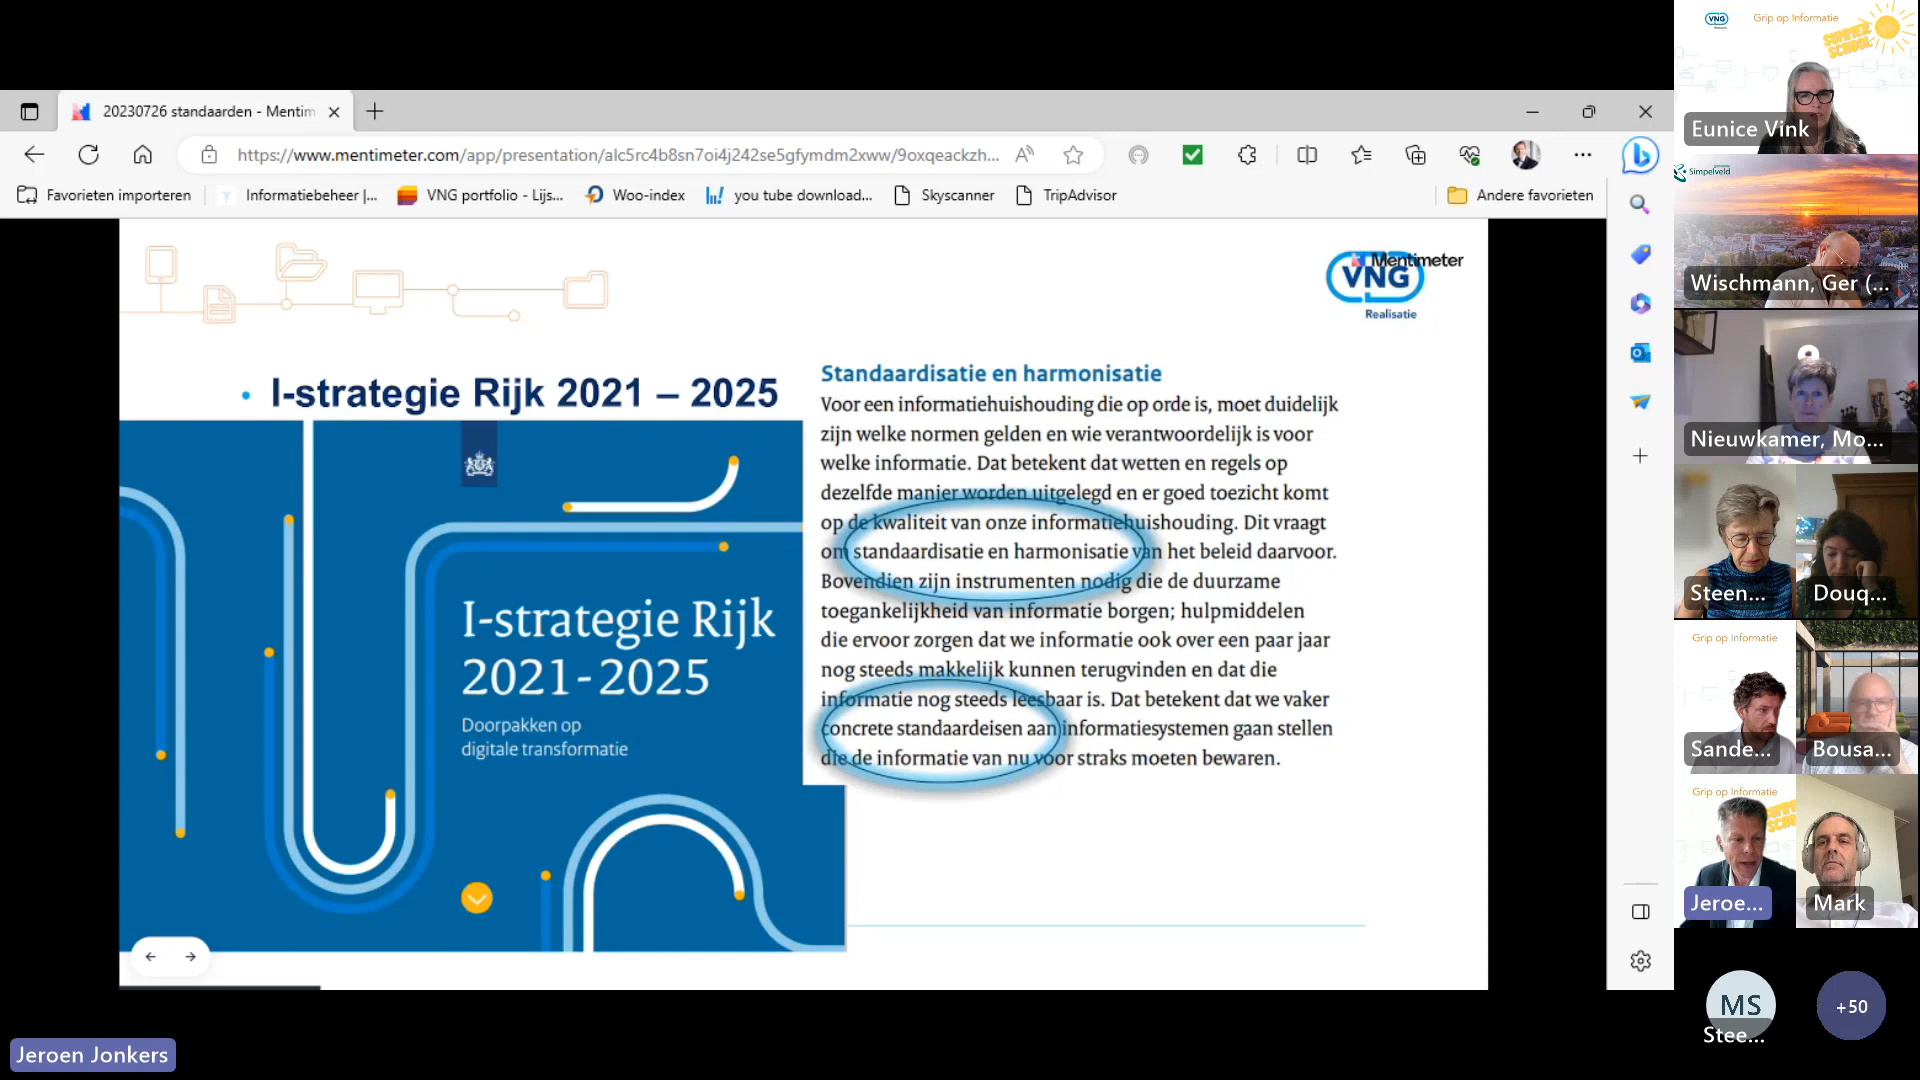 20230726 standaarden - Mentim
https://www.mentimeter.com/app/presentation/alc5rc4b8sn7oi4j242se5gfymdm2xww/9oxqeackzh...
Favorieten importeren
Informatiebeheer |...
VNG portfolio - Lijs...
Woo-index
you tube download...
Skyscanner
TripAdvisor
Andere favorieten
Mentimeter
VNG
Realisatie
• I-strategie Rijk 2021 – 2025
I-strategie Rijk
2021-2025
Doorpakken op
digitale transformatie
Standaardisatie en harmonisatie
Voor een informatiehuishouding die op orde is, moet duidelijk
zijn welke normen gelden en wie verantwoordelijk is voor
welke informatie. Dat betekent dat wetten en regels op
dezelfde manier worden uitgelegd en er goed toezicht komt
op de kwaliteit van onze informatiehuishouding. Dit vraagt
om standaardisatie en harmonisatie van het beleid daarvoor.
Bovendien zijn instrumenten nodig die de duurzame
toegankelijkheid van informatie borgen; hulpmiddelen
die ervoor zorgen dat we informatie ook over een paar jaar
nog steeds makkelijk kunnen terugvinden en dat die
informatie nog steeds leesbaar is. Dat betekent dat we vaker
concrete standaardeisen aan informatiesystemen gaan stellen
die de informatie van nu voor straks moeten bewaren.
Jeroen Jonkers
VNG
Realisatie
Grip op Informatie
SUMMER
SCHOOL
Eunice Vink
Simpelveld
Wischmann, Ger (...
Nieuwkamer, Mo...
Steen...
Douq...
Grip op Informatie
Sande...
Bousa...
Grip op Informatie
Jeroe...
Mark
MS
Stee...
+50